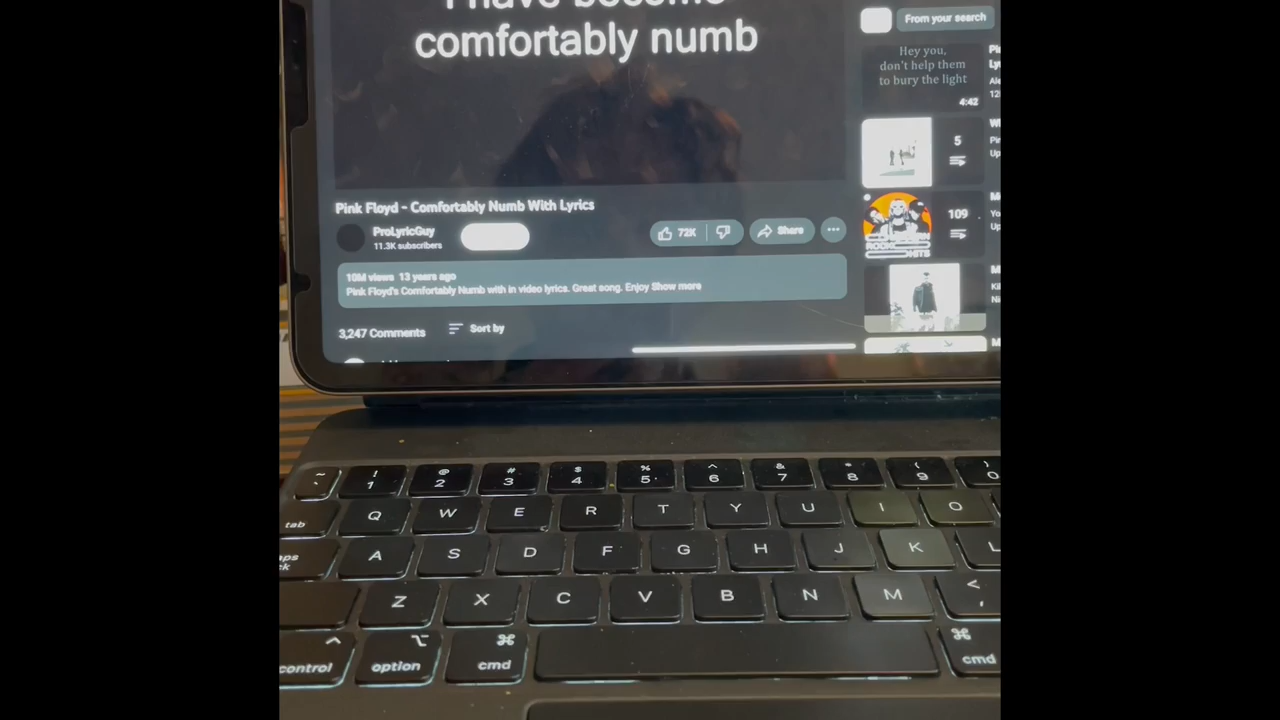 I have become
comfortably numb
From your search
Hey you,
don't help them
to bury the light
4:42
5
109
Pink Floyd - Comfortably Numb With Lyrics
ProLyricGuy
11.3K subscribers
72K
Share
10M views 13 years ago
Pink Floyd's Comfortably Numb with in video lyrics. Great song. Enjoy Show more
3,247 Comments
Sort by
~ ! @ # $ % ^ & * ( )
` 1 2 3 4 5 6 7 8 9 0
tab Q W E R T Y U I O
A S D F G H J K L
Z X C V B N M < ,
control option cmd cmd